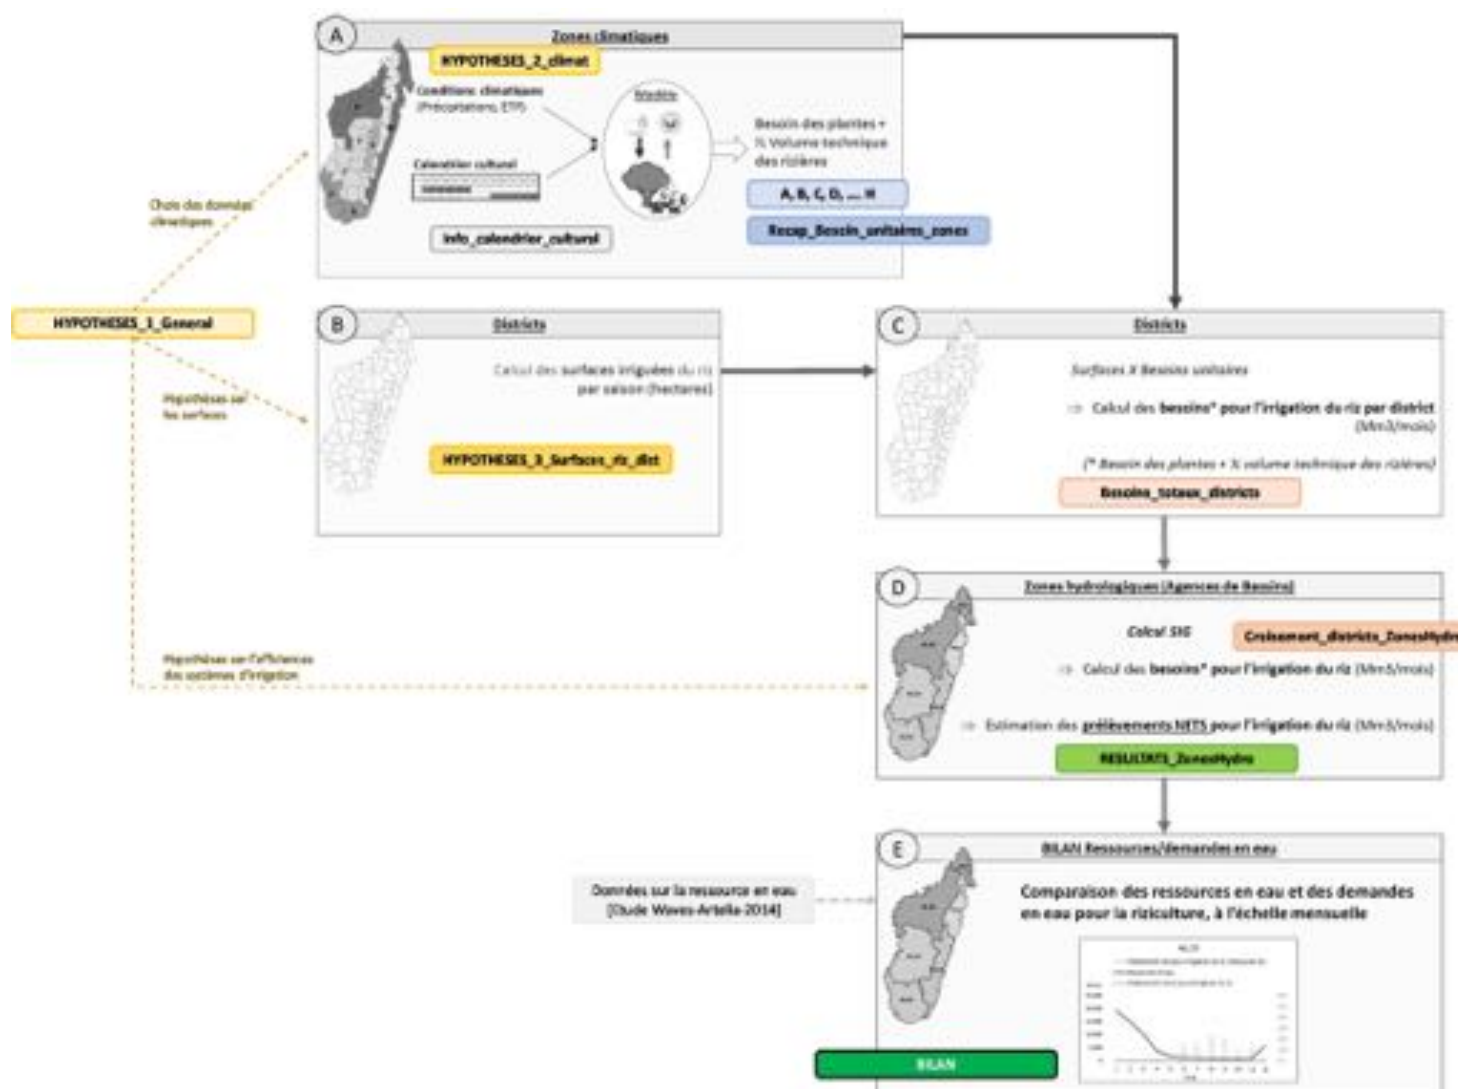 A
Zones climatiques
HYPOTHESES_2_climat
Conditions climatiques
(Précipitations, ETP)
Modèle
Calendrier cultural
Info_calendrier_cultural
Besoin des plantes +
½ Volume technique
des rizières
A, B, C, D, .... H
Recap_Besoin_unitaires_zones
Choix des données
climatiques
HYPOTHESES_1_General
Hypothèses sur
les surfaces
Hypothèses sur l'efficience
des systèmes d'irrigation
B
Districts
Calcul des surfaces irriguées du riz
par saison (hectares)
HYPOTHESES_3_Surfaces_riz_dist
C
Districts
Surfaces X Besoins unitaires
⇒ Calcul des besoins* pour l'irrigation du riz par district
(Mm3/mois)
(* Besoin des plantes + ½ volume technique des rizières)
Besoins_totaux_districts
D
Zones hydrologiques (Agences de Bassins)
Calcul SIG
Croisement_districts_ZonesHydro
⇒ Calcul des besoins* pour l'irrigation du riz (Mm3/mois)
⇒ Estimation des prélèvements NETS pour l'irrigation du riz (Mm3/mois)
RESULTATS_ZonesHydro
E
BILAN Ressources/demandes en eau
Données sur la ressource en eau
[Etude Waves-Artelia-2014]
Comparaison des ressources en eau et des demandes
en eau pour la riziculture, à l'échelle mensuelle
BILAN